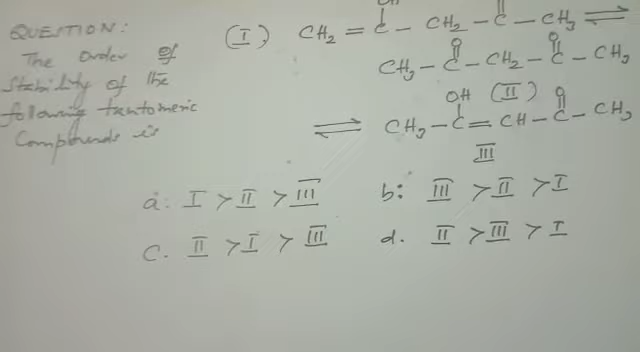 QUESTION:
The Order of
Stability of the
following tautomeric
Compounds is
(I) CH₂ = C – CH₂ – C – CH₃ ⇌
O
O
CH₃ – C – CH₂ – C – CH₃
(II)
OH
O
⇌ CH₃ – C = CH – C – CH₃
III
a. I > II > III
b: III > II > I
C. II > I > III
d. II > III > I